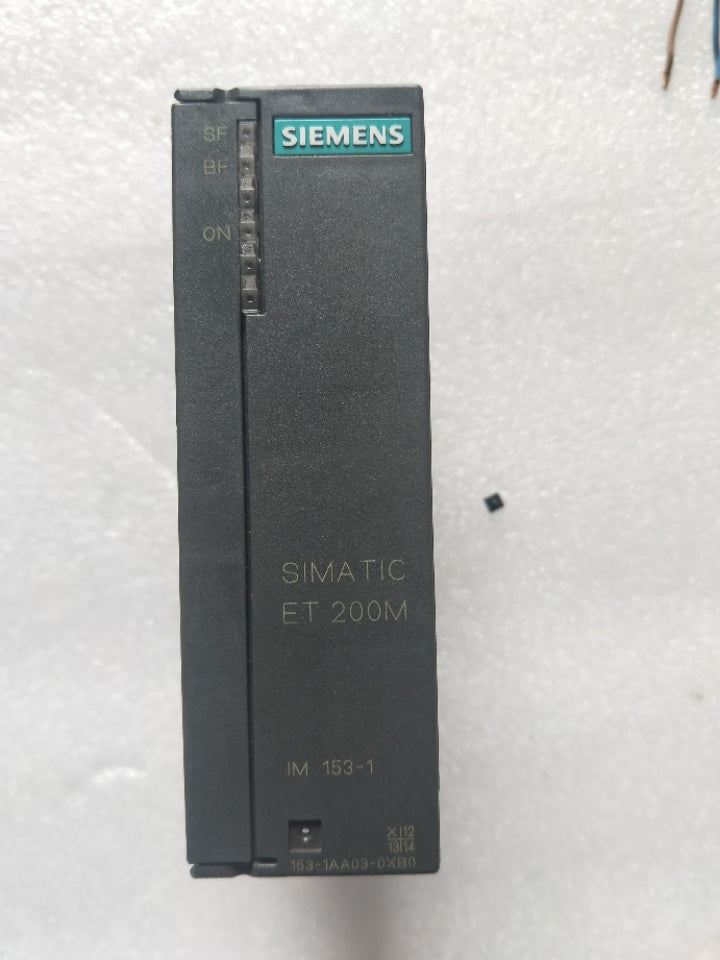 SIEMENS
SF
BF
ON
SIMATIC
ET 200M
IM 153-1
X 12
13 14
153-1AA03-0XB0